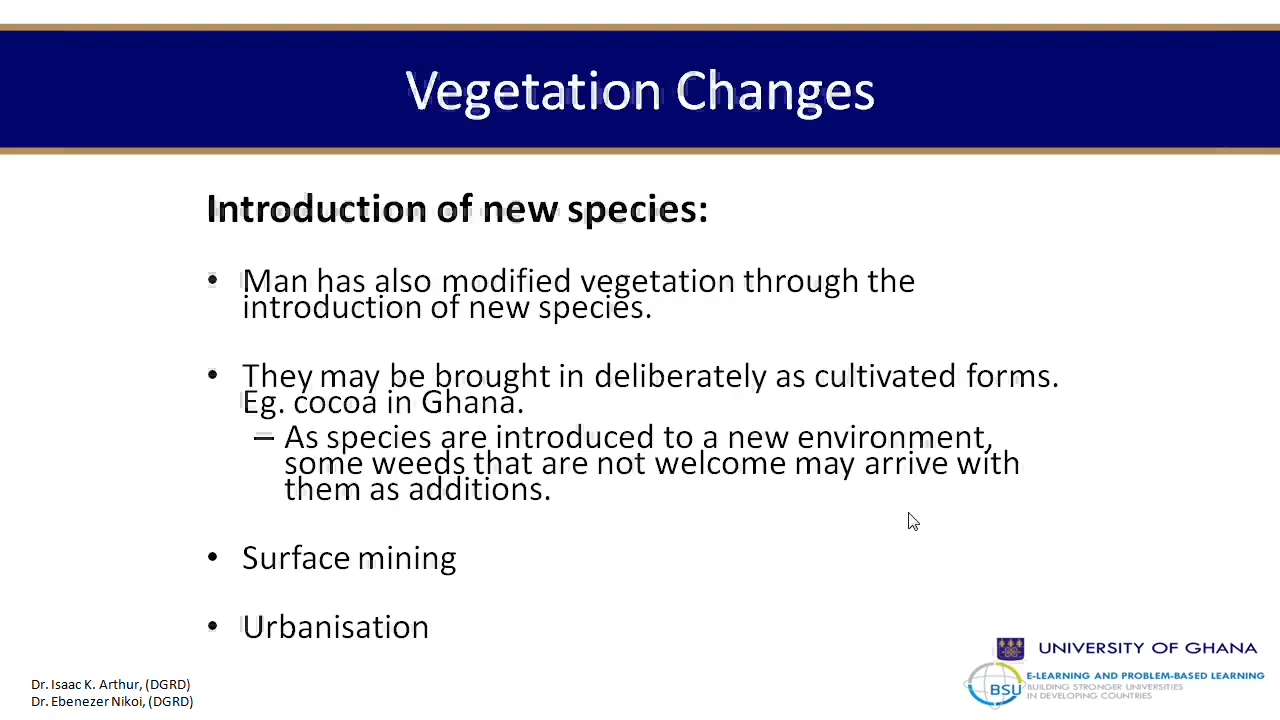 Vegetation Changes
Introduction of new species:
• Man has also modified vegetation through the
introduction of new species.
• They may be brought in deliberately as cultivated forms.
Eg. cocoa in Ghana.
– As species are introduced to a new environment,
some weeds that are not welcome may arrive with
them as additions.
• Surface mining
• Urbanisation
Dr. Isaac K. Arthur, (DGRD)
Dr. Ebenezer Nikoi, (DGRD)
UNIVERSITY OF GHANA
BSU
E-LEARNING AND PROBLEM-BASED LEARNING
BUILDING STRONGER UNIVERSITIES
IN DEVELOPING COUNTRIES